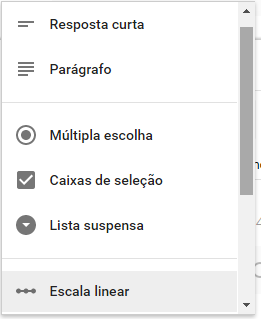 Resposta curta
Parágrafo
Múltipla escolha
Caixas de seleção
Lista suspensa
Escala linear